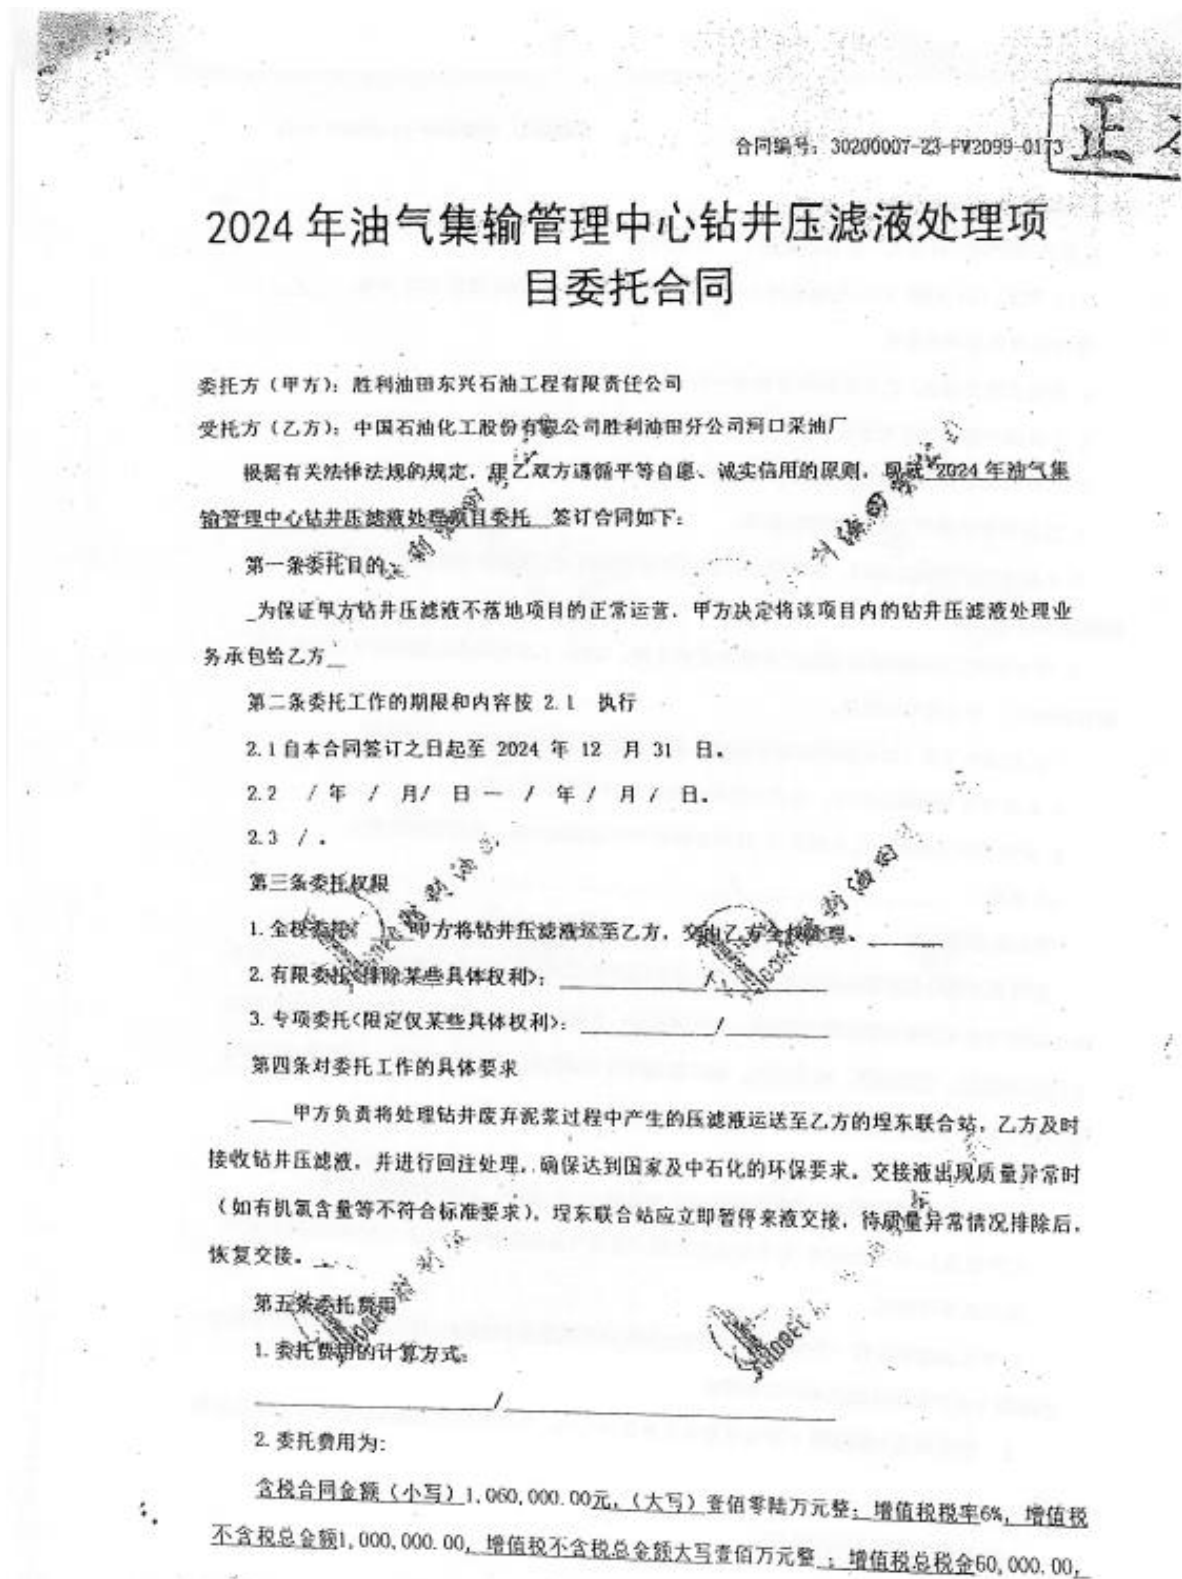 正
合同编号：30200007-23-FW2099-0173
2024 年油气集输管理中心钻井压滤液处理项
目委托合同
委托方（甲方）：胜利油田东兴石油工程有限责任公司
受托方（乙方）：中国石油化工股份有限公司胜利油田分公司河口采油厂
根据有关法律法规的规定，甲乙双方遵循平等自愿、诚实信用的原则，现就 2024 年油气集
输管理中心钻井压滤液处理项目委托 签订合同如下：
第一条委托目的
_为保证甲方钻井压滤液不落地项目的正常运营，甲方决定将该项目内的钻井压滤液处理业
务承包给乙方_
第二条委托工作的期限和内容按 2.1 执行
2.1 自本合同签订之日起至 2024 年 12 月 31 日。
2.2 / 年 / 月/ 日 — / 年 / 月 / 日。
2.3 / 。
第三条委托权限
1. 全权委托： 甲方将钻井压滤液运至乙方，交由乙方全权处理。
2. 有限委托<排除某些具体权利>： /
3. 专项委托<限定仅某些具体权利>： /
第四条对委托工作的具体要求
甲方负责将处理钻井废弃泥浆过程中产生的压滤液运送至乙方的埕东联合站，乙方及时
接收钻井压滤液，并进行回注处理，确保达到国家及中石化的环保要求。交接液出现质量异常时
（如有机氯含量等不符合标准要求），埕东联合站应立即暂停来液交接，待质量异常情况排除后，
恢复交接。
第五条委托费用
1. 委托费用的计算方式：
/
2. 委托费用为：
含税合同金额（小写）1,060,000.00元，（大写）壹佰零陆万元整；增值税税率6%，增值税
不含税总金额1,000,000.00，增值税不含税总金额大写壹佰万元整 ；增值税总税金60,000.00，